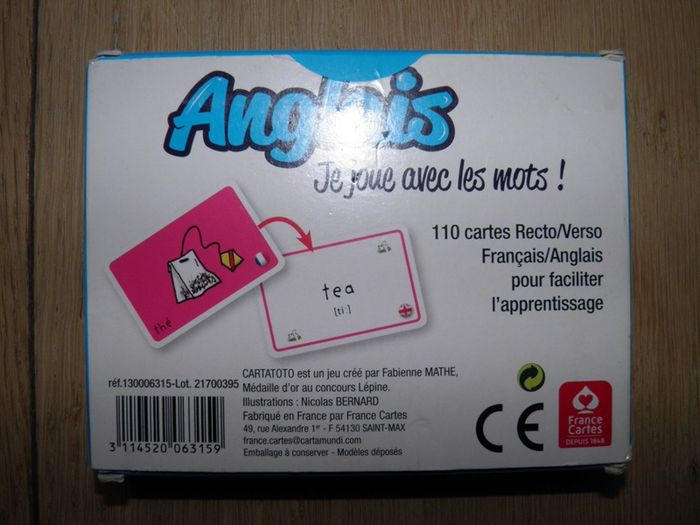 Anglais
Je joue avec les mots !
110 cartes Recto/Verso
Français/Anglais
pour faciliter
l'apprentissage
thé
tea
[ti:]
réf.130006315-Lot. 21700395
3 114520 063159
CARTATOTO est un jeu créé par Fabienne MATHE,
Médaille d'or au concours Lépine.
Illustrations : Nicolas BERNARD
Fabriqué en France par France Cartes
49, rue Alexandre 1er - F 54130 SAINT-MAX
france.cartes@cartamundi.com
Emballage à conserver - Modèles déposés
CE
France
Cartes
DEPUIS 1848